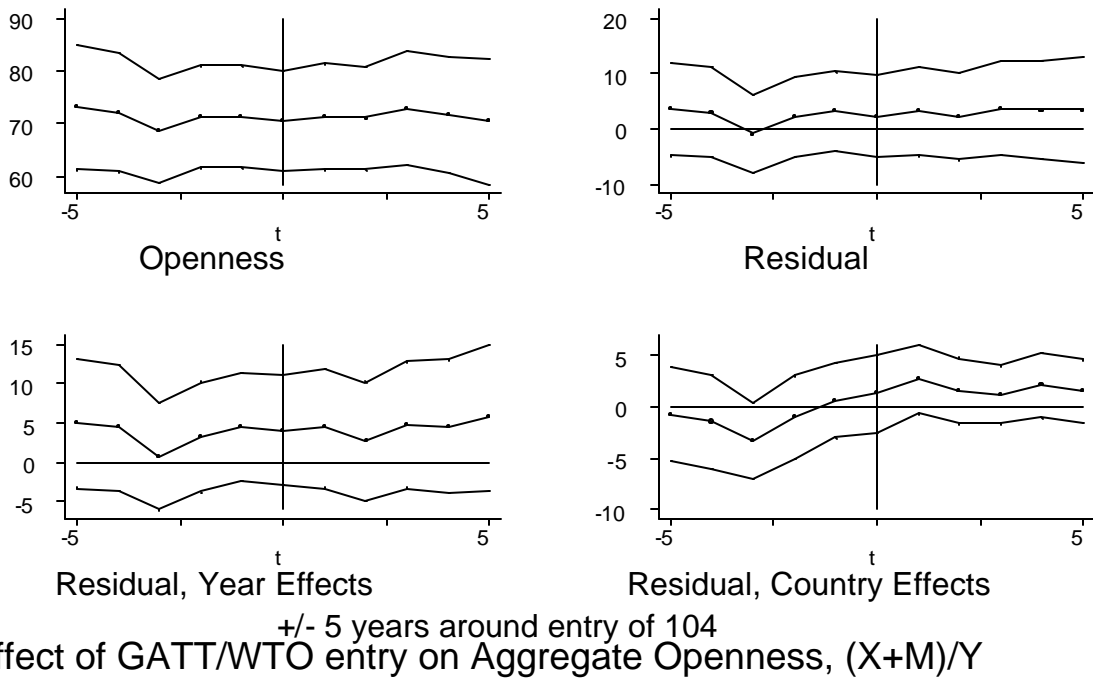 90
80
70
60
-5
5
t
Openness
20
10
0
-10
-5
5
t
Residual
15
10
5
0
-5
-5
5
t
Residual, Year Effects
5
0
-5
-10
-5
5
t
Residual, Country Effects
+/- 5 years around entry of 104
ffect of GATT/WTO entry on Aggregate Openness, (X+M)/Y